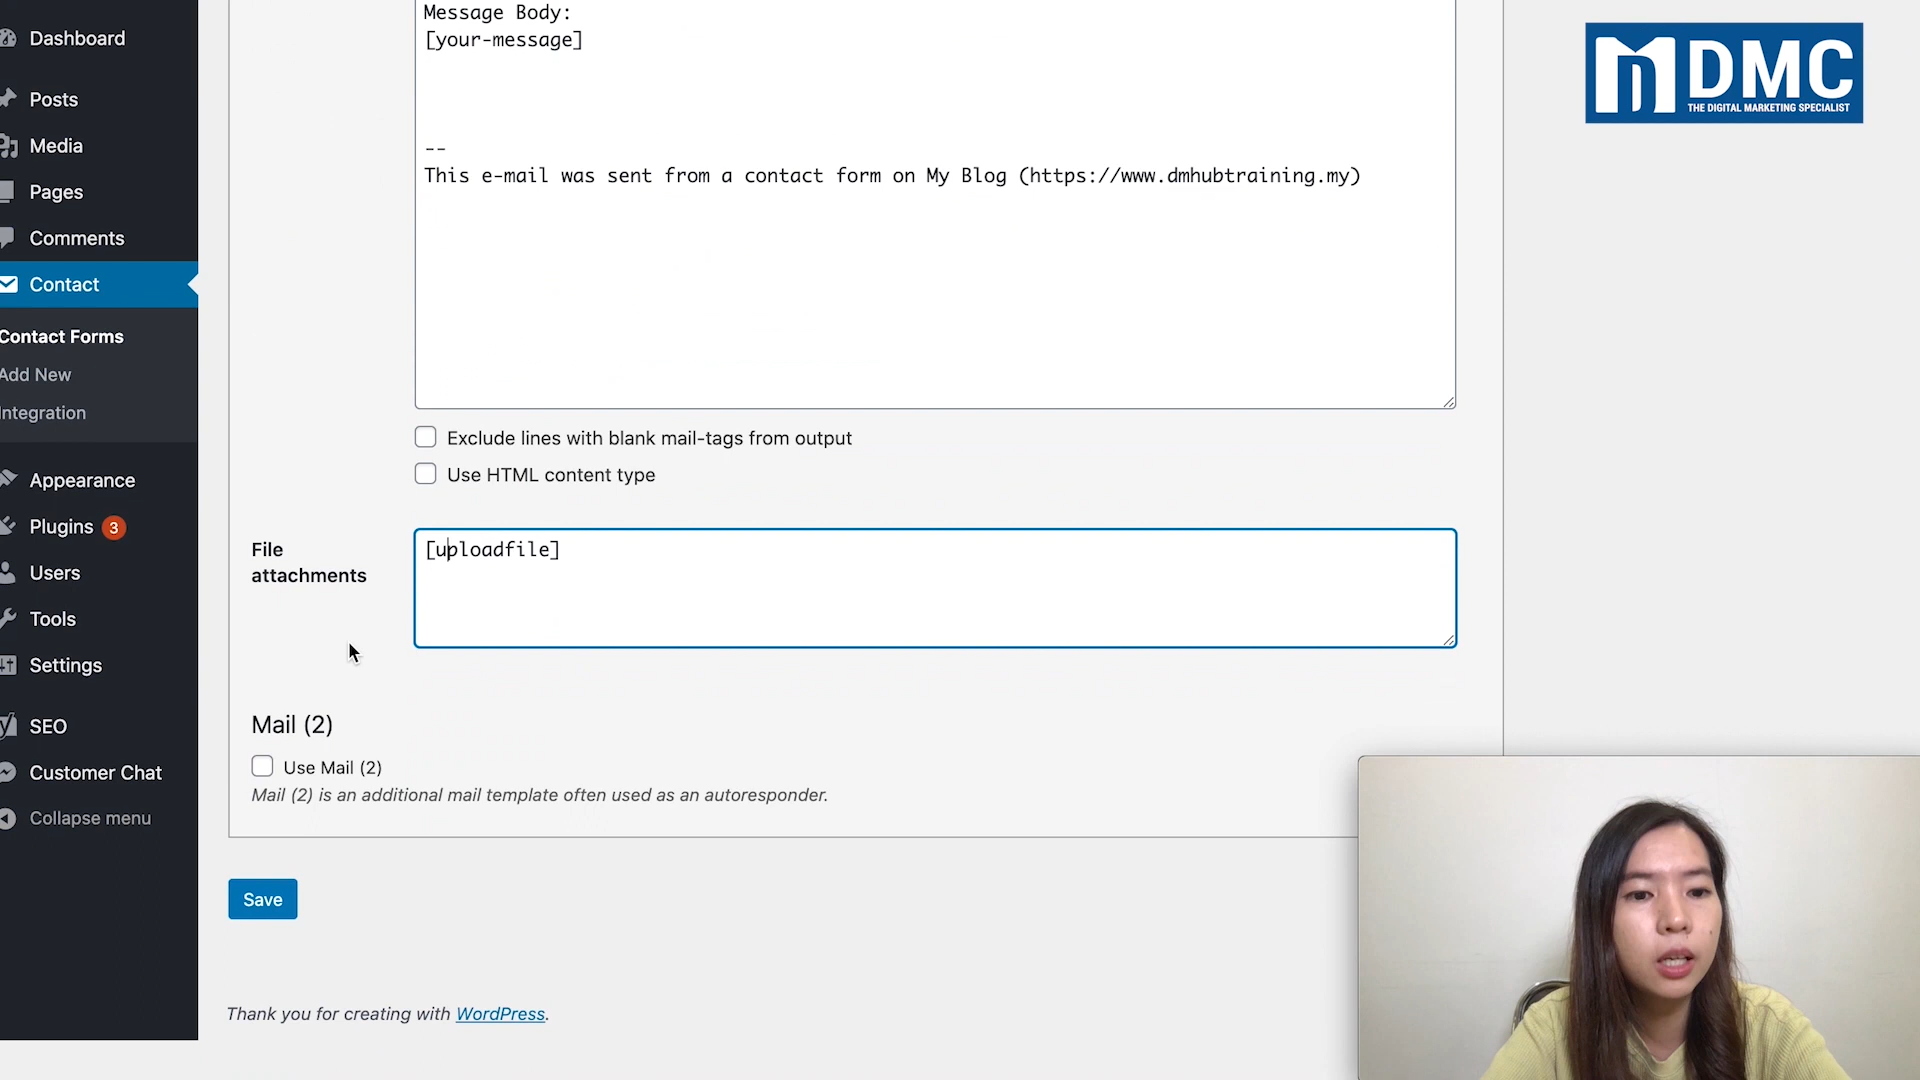 Dashboard
Posts
Media
Pages
Comments
Contact
Contact Forms
Add New
Integration
Appearance
Plugins 3
Users
Tools
Settings
SEO
Customer Chat
Collapse menu
Message Body:
[your-message]
--
This e-mail was sent from a contact form on My Blog (https://www.dmhubtraining.my)
Exclude lines with blank mail-tags from output
Use HTML content type
File
attachments
[uploadfile]
Mail (2)
Use Mail (2)
Mail (2) is an additional mail template often used as an autoresponder.
Save
Thank you for creating with WordPress.
DMC
THE DIGITAL MARKETING SPECIALIST